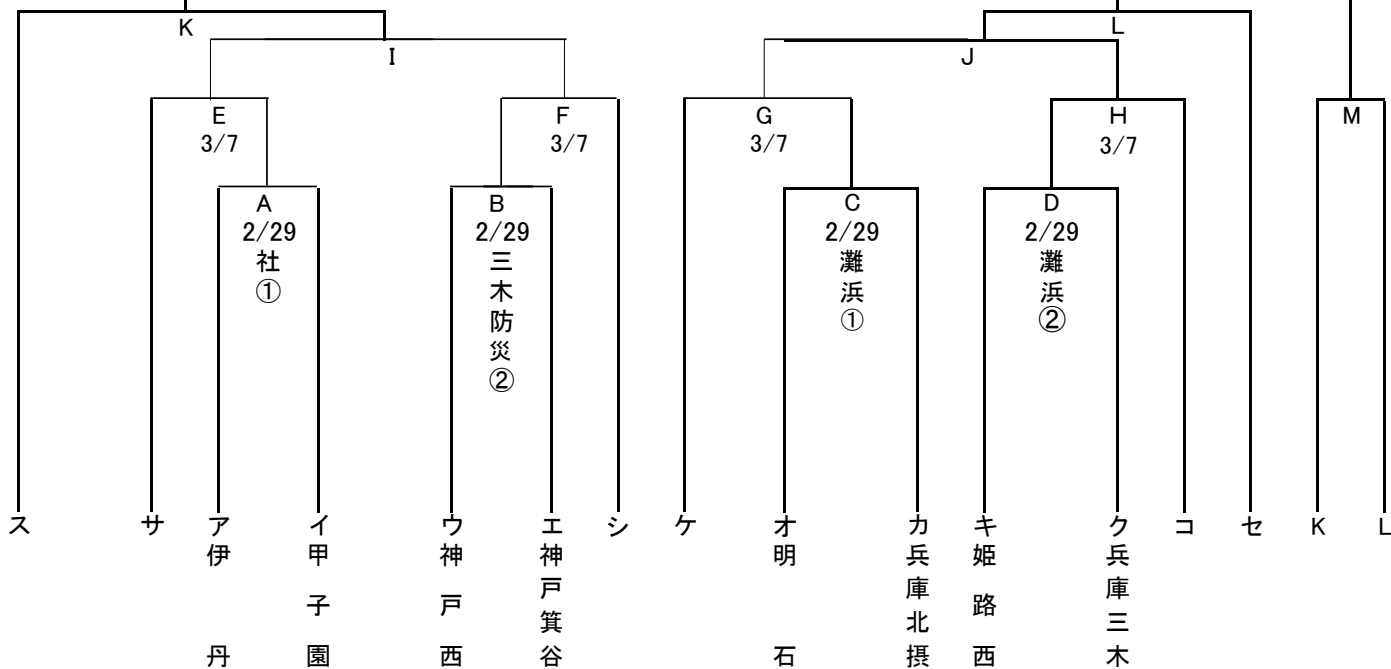 K
L
I
J
E
3/7
F
3/7
G
3/7
H
3/7
M
A
2/29
社
①
B
2/29
三木防災
②
C
2/29
灘浜
①
D
2/29
灘浜
②
ス
サ
ア
伊丹
イ
甲子園
ウ
神戸西
エ
神戸箕谷
シ
ケ
オ
明石
カ
兵庫北摂
キ
姫路西
ク
兵庫三木
コ
セ
K
L